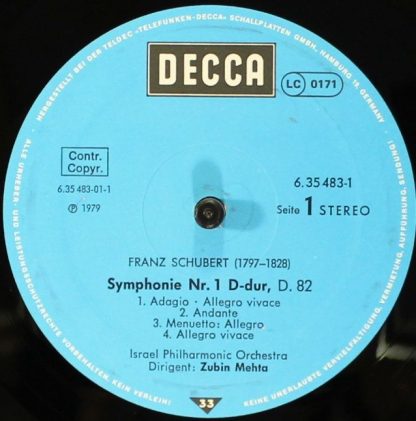 HERGESTELLT BEI DER TELDEC »TELEFUNKEN-DECCA« SCHALLPLATTEN GMBH, HAMBURG 19, GERMANY
ALLE URHEBER- UND LEISTUNGSSCHUTZRECHTE VORBEHALTEN. KEIN VERLEIH!
KEINE UNERLAUBTE VERVIELFÄLTIGUNG, VERMIETUNG, AUFFÜHRUNG, SENDUNG!
DECCA
LC 0171
Contr.
Copyr.
6.35 483-01-1
℗ 1979
6.35 483-1
Seite 1 STEREO
FRANZ SCHUBERT (1797–1828)
Symphonie Nr. 1 D-dur, D. 82
1. Adagio · Allegro vivace
2. Andante
3. Menuetto: Allegro
4. Allegro vivace
Israel Philharmonic Orchestra
Dirigent: Zubin Mehta
33